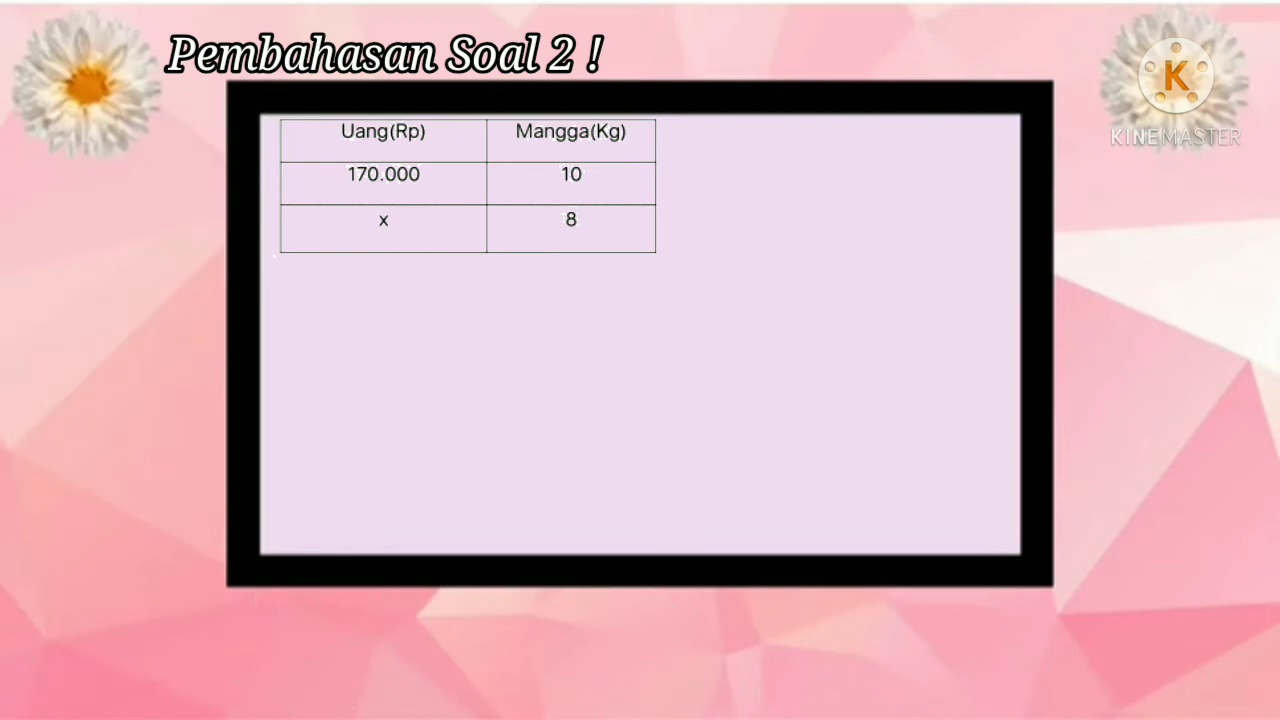 Pembahasan Soal 2 !
K
KINEMASTER
Uang(Rp) Mangga(Kg)
170.000 10
x 8